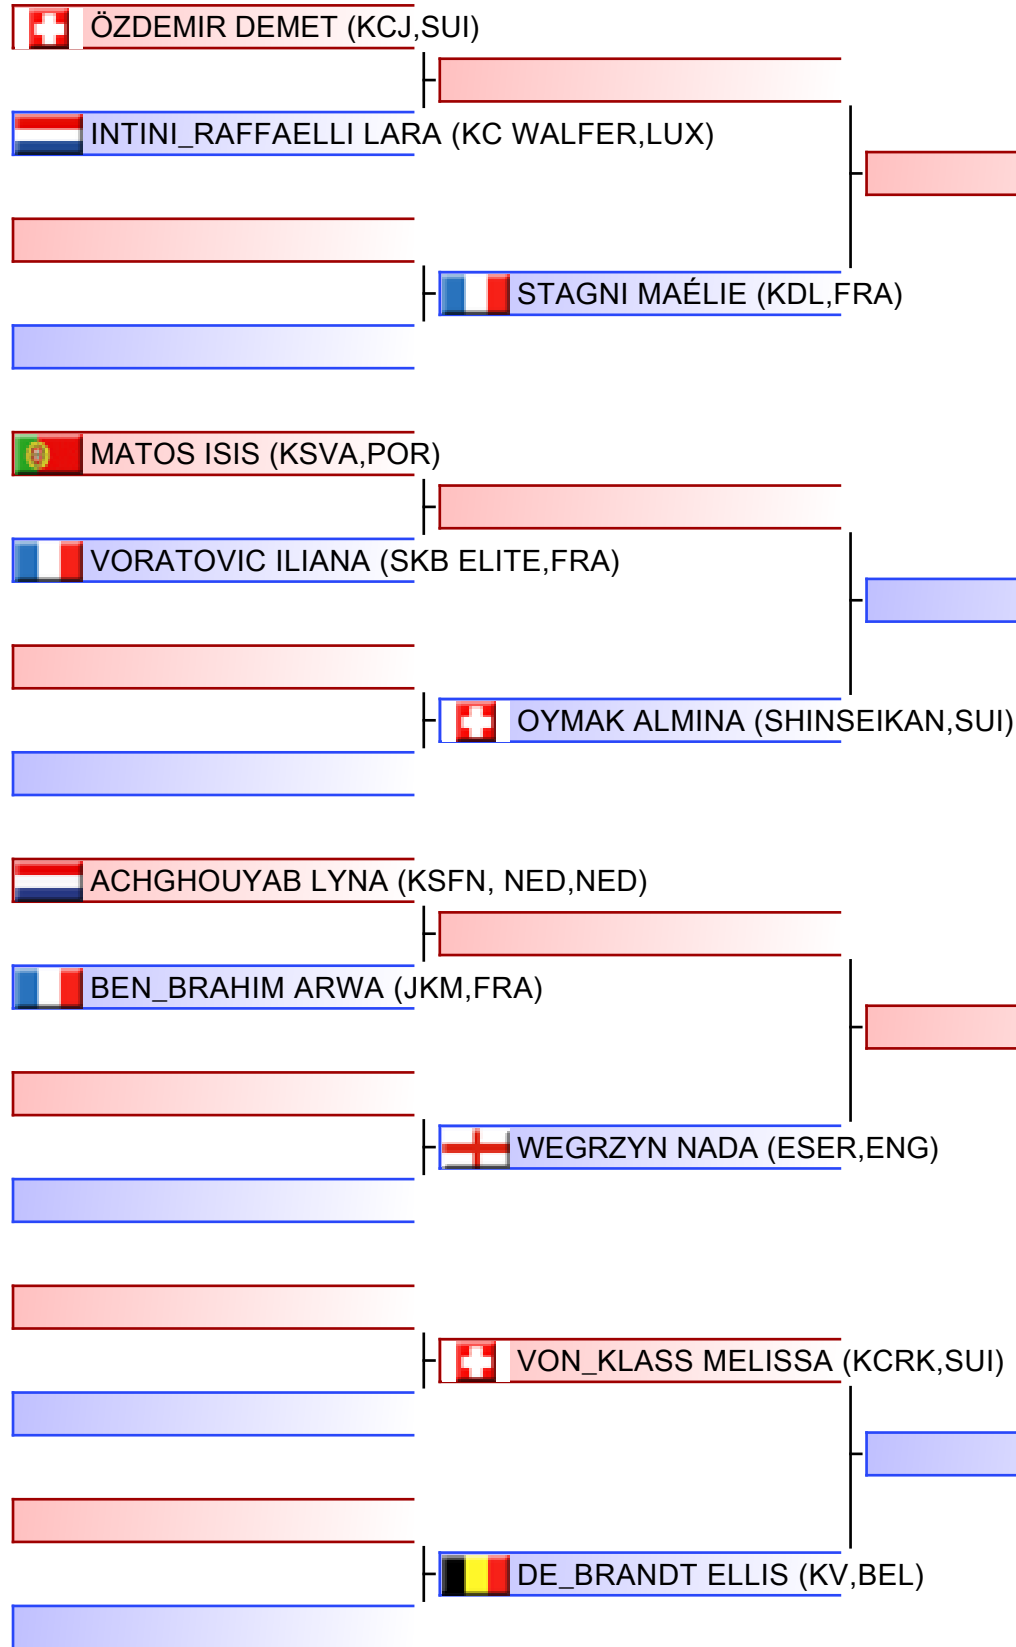 ÖZDEMIR DEMET (KCJ,SUI)
INTINI_RAFFAELLI LARA (KC WALFER,LUX)
STAGNI MAÉLIE (KDL,FRA)
MATOS ISIS (KSVA,POR)
VORATOVIC ILIANA (SKB ELITE,FRA)
OYMAK ALMINA (SHINSEIKAN,SUI)
ACHGHOUYAB LYNA (KSFN, NED,NED)
BEN_BRAHIM ARWA (JKM,FRA)
WEGRZYN NADA (ESER,ENG)
VON_KLASS MELISSA (KCRK,SUI)
DE_BRANDT ELLIS (KV,BEL)